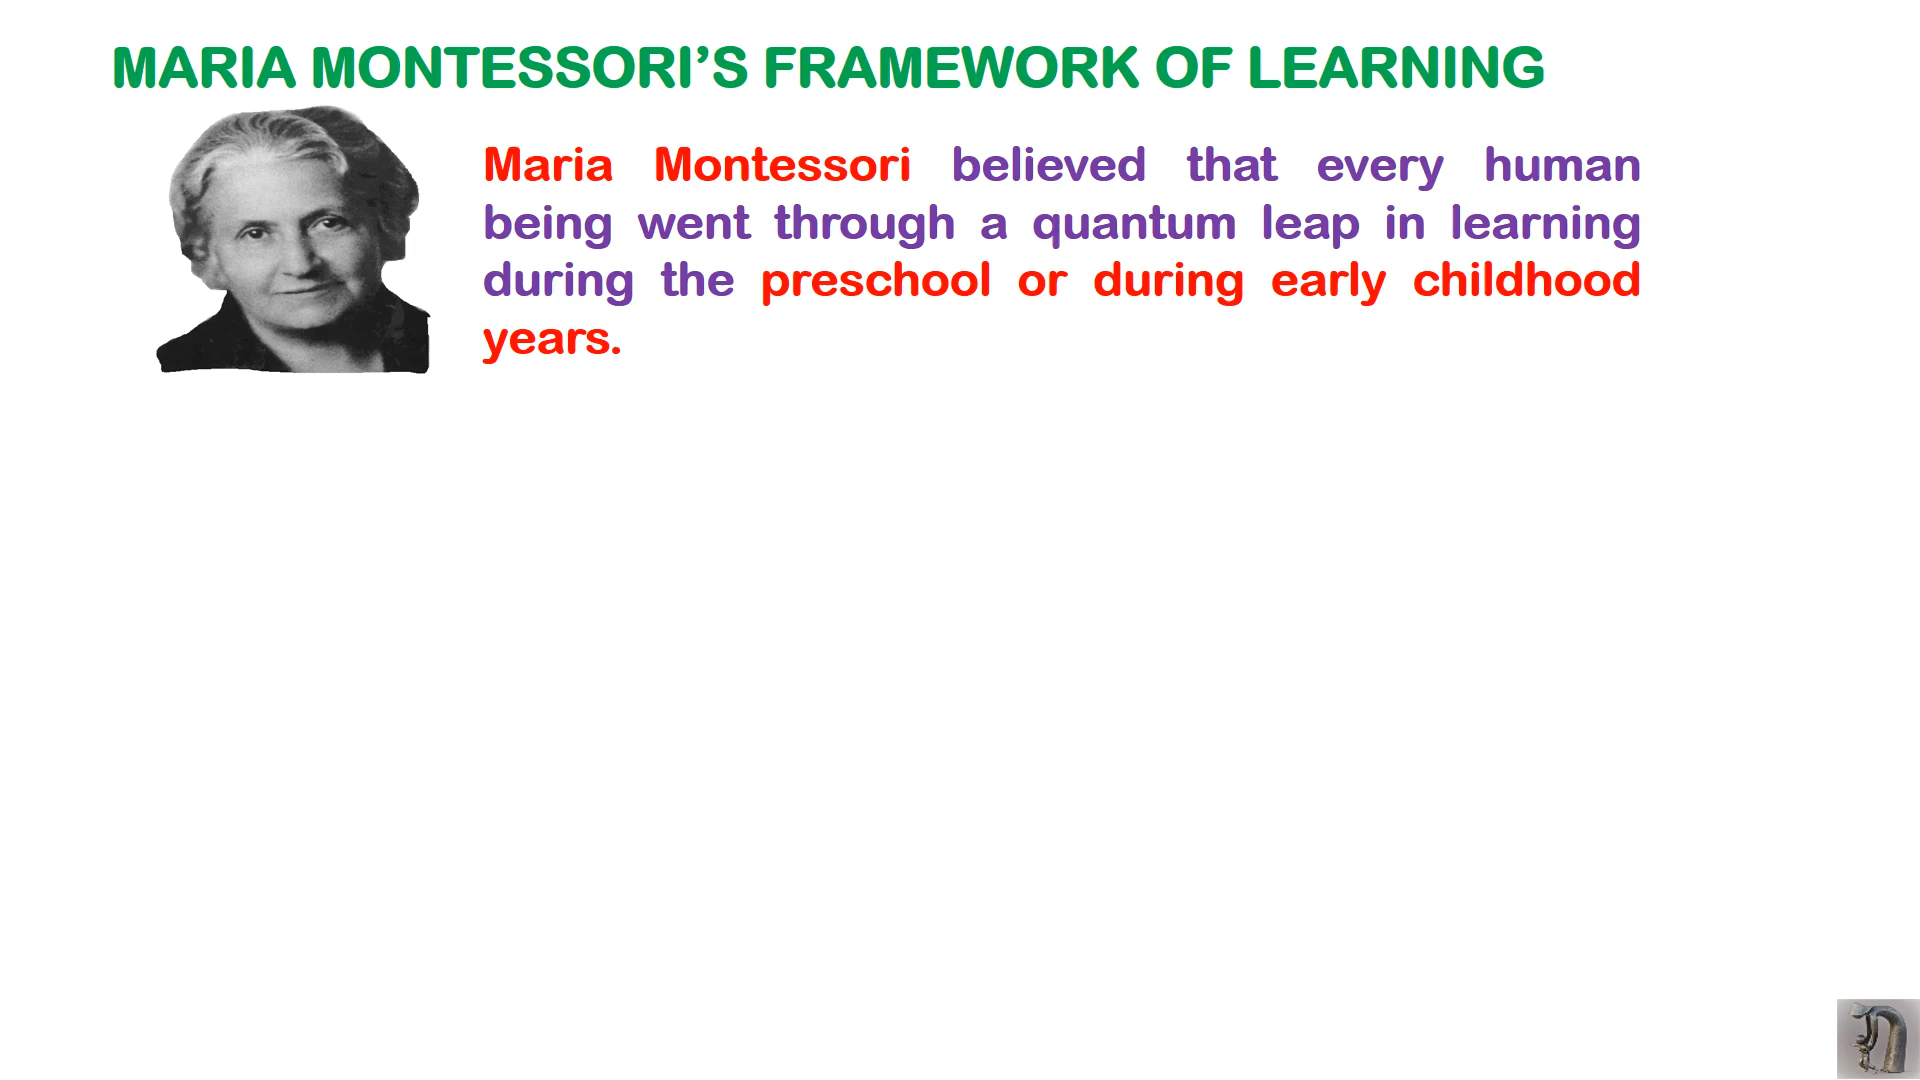 MARIA MONTESSORI’S FRAMEWORK OF LEARNING
Maria Montessori believed that every human
being went through a quantum leap in learning
during the preschool or during early childhood
years.